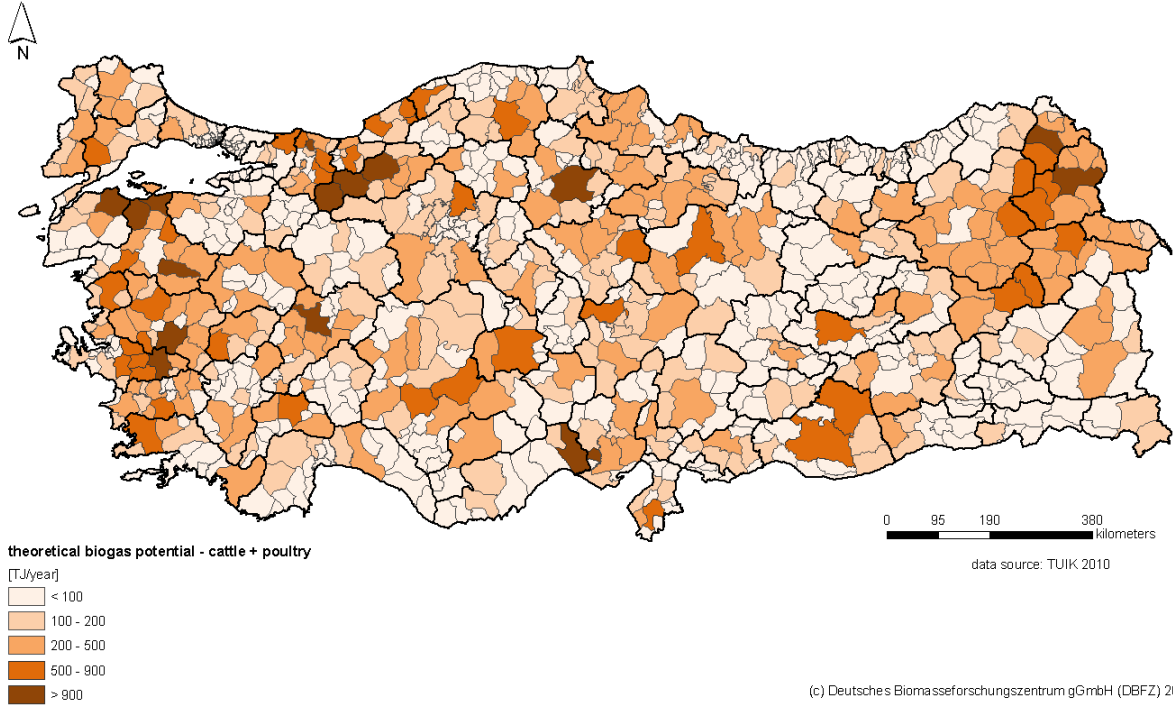 N
0 95 190 380
kilometers
data source: TUIK 2010
theoretical biogas potential - cattle + poultry
[TJ/year]
< 100
100 - 200
200 - 500
500 - 900
> 900
(c) Deutsches Biomasseforschungszentrum gGmbH (DBFZ)